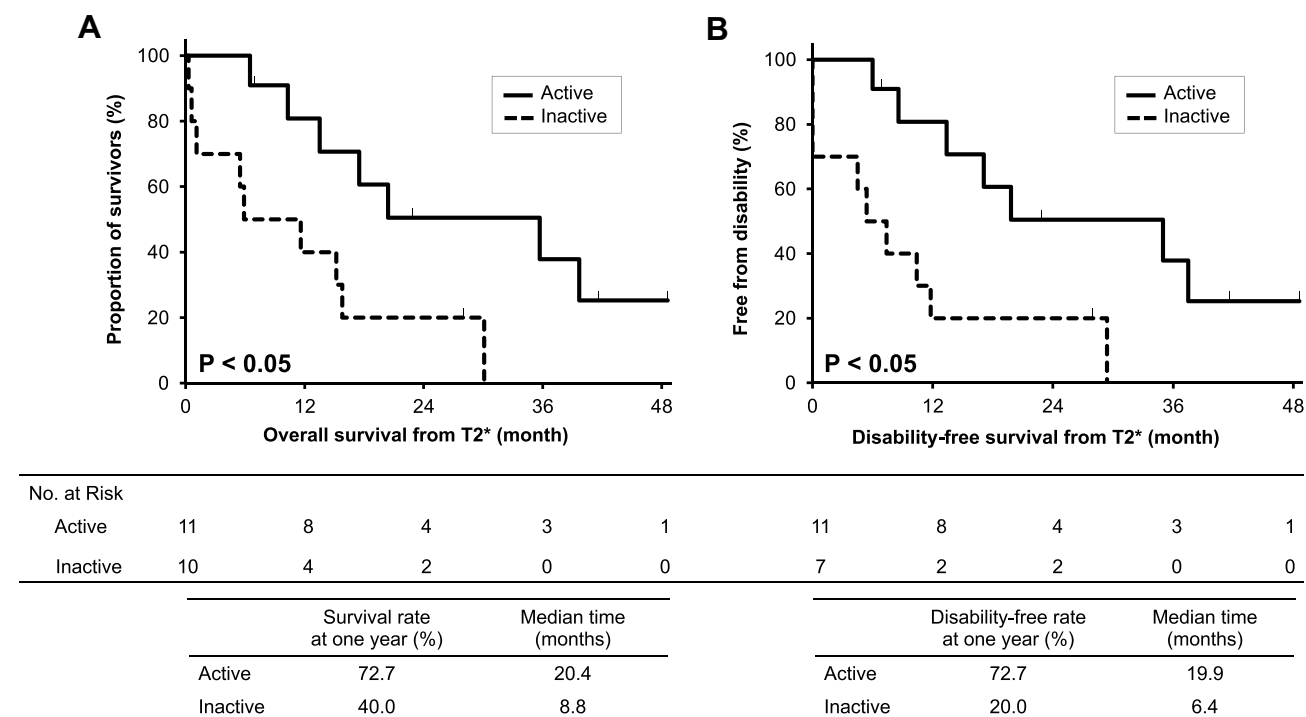 A
B
100
80
60
40
20
0
Proportion of survivors (%)
Active
Inactive
P < 0.05
0 12 24 36 48
Overall survival from T2* (month)
100
80
60
40
20
0
Free from disability (%)
Active
Inactive
P < 0.05
0 12 24 36 48
Disability-free survival from T2* (month)
No. at Risk
Active 11 8 4 3 1 11 8 4 3 1
Inactive 10 4 2 0 0 7 2 2 0 0
Survival rate Median time Disability-free rate Median time
at one year (%) (months) at one year (%) (months)
Active 72.7 20.4 Active 72.7 19.9
Inactive 40.0 8.8 Inactive 20.0 6.4